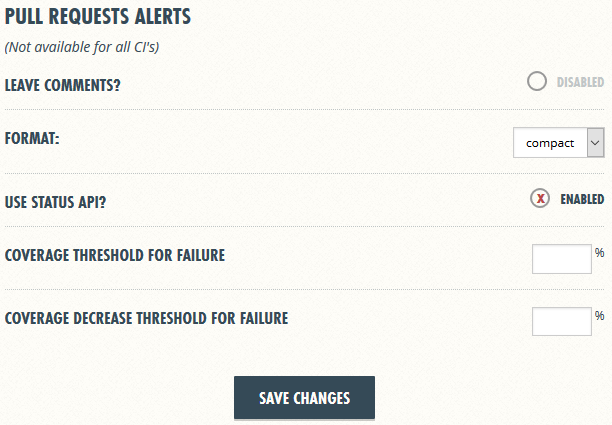 PULL REQUESTS ALERTS
(Not available for all CI's)
LEAVE COMMENTS? DISABLED
FORMAT: compact
USE STATUS API? X ENABLED
COVERAGE THRESHOLD FOR FAILURE %
COVERAGE DECREASE THRESHOLD FOR FAILURE %
SAVE CHANGES